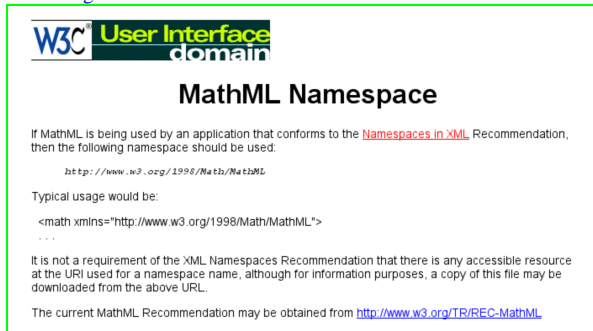 W3C® User Interface
domain
MathML Namespace
If MathML is being used by an application that conforms to the Namespaces in XML Recommendation,
then the following namespace should be used:
http://www.w3.org/1998/Math/MathML
Typical usage would be:
<math xmlns="http://www.w3.org/1998/Math/MathML">
. . .
It is not a requirement of the XML Namespaces Recommendation that there is any accessible resource
at the URI used for a namespace name, although for information purposes, a copy of this file may be
downloaded from the above URL.
The current MathML Recommendation may be obtained from http://www.w3.org/TR/REC-MathML